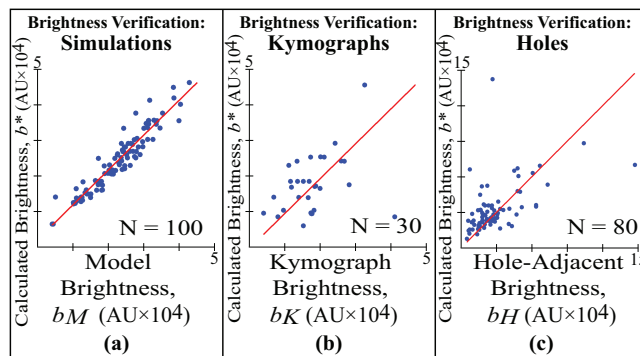 Brightness Verification:
Simulations
Calculated Brightness, b* (AU×10⁴)
5
N = 100
5
Model
Brightness,
bM (AU×10⁴)
(a)
Brightness Verification:
Kymographs
Calculated Brightness, b* (AU×10⁴)
5
N = 30
5
Kymograph
Brightness,
bK (AU×10⁴)
(b)
Brightness Verification:
Holes
Calculated Brightness, b* (AU×10⁴)
15
N = 80
15
Hole-Adjacent
Brightness,
bH (AU×10⁴)
(c)